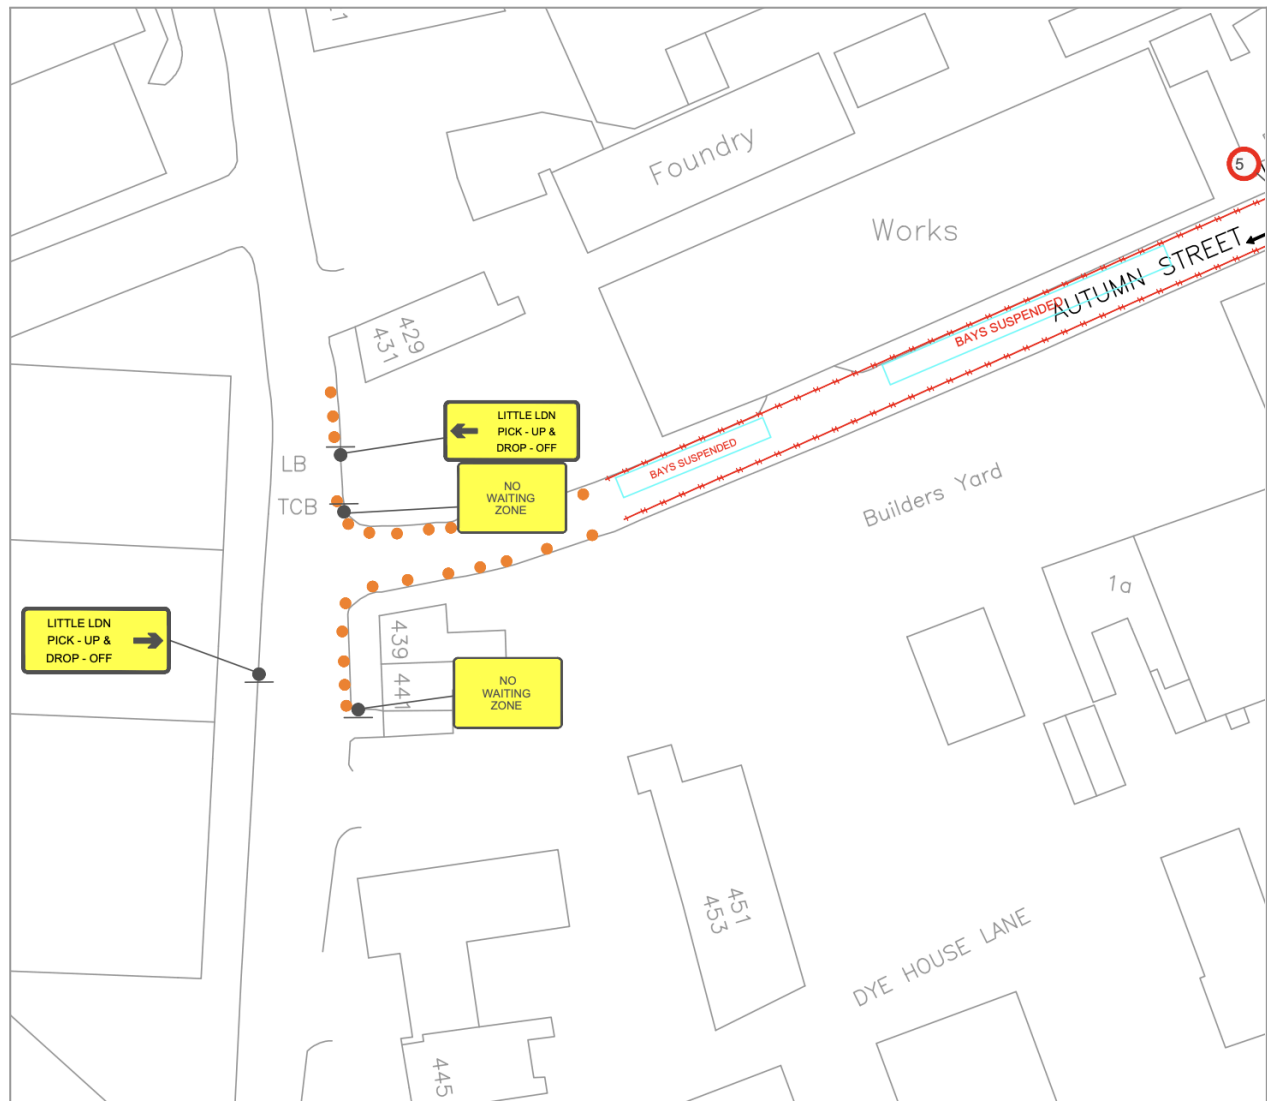 Foundry
Works
5
AUTUMN STREET
BAYS SUSPENDED
429
431
LITTLE LDN
PICK - UP &
DROP - OFF
LB
BAYS SUSPENDED
NO
WAITING
ZONE
TCB
Builders Yard
1a
LITTLE LDN
PICK - UP &
DROP - OFF
439
441
NO
WAITING
ZONE
451
453
DYE HOUSE LANE
445